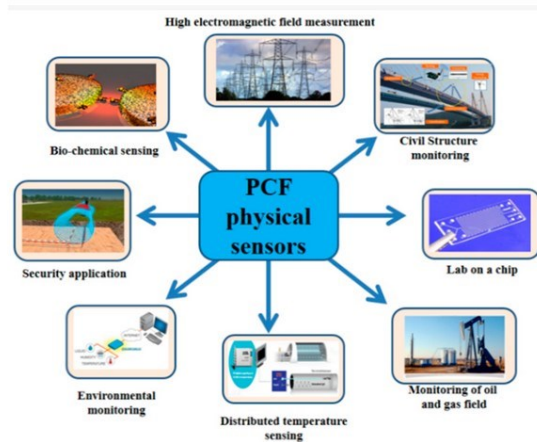 High electromagnetic field measurement
Bio-chemical sensing
Civil Structure
monitoring
PCF
physical
sensors
Security application
Lab on a chip
Environmental
monitoring
Distributed temperature
sensing
Monitoring of oil
and gas field